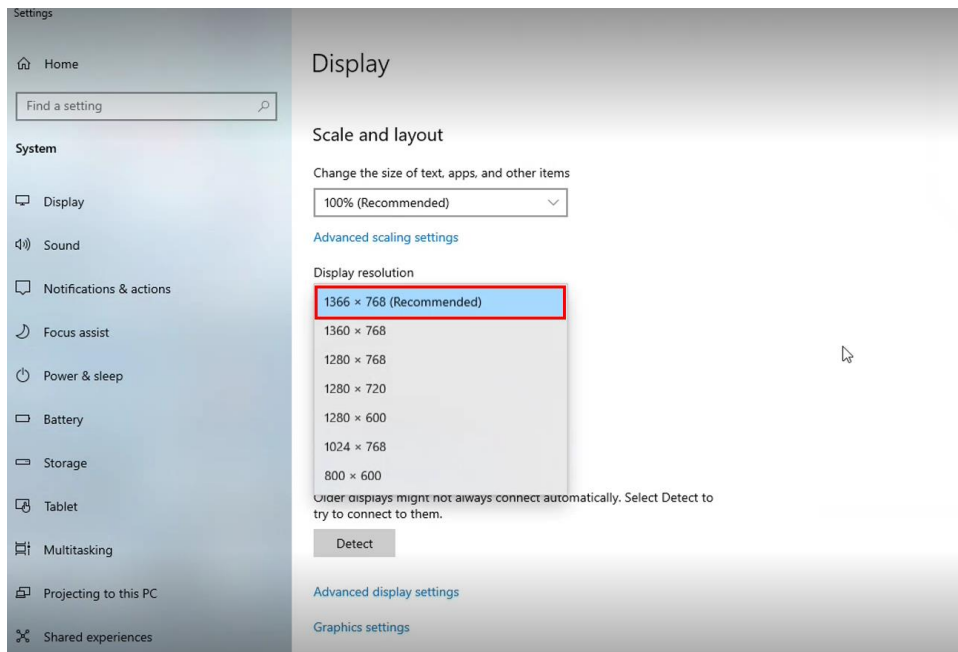 Settings
Home
Find a setting
System
Display
Sound
Notifications & actions
Focus assist
Power & sleep
Battery
Storage
Tablet
Multitasking
Projecting to this PC
Shared experiences
Display
Scale and layout
Change the size of text, apps, and other items
100% (Recommended)
Advanced scaling settings
Display resolution
1366 × 768 (Recommended)
1360 × 768
1280 × 768
1280 × 720
1280 × 600
1024 × 768
800 × 600
Older displays might not always connect automatically. Select Detect to
try to connect to them.
Detect
Advanced display settings
Graphics settings